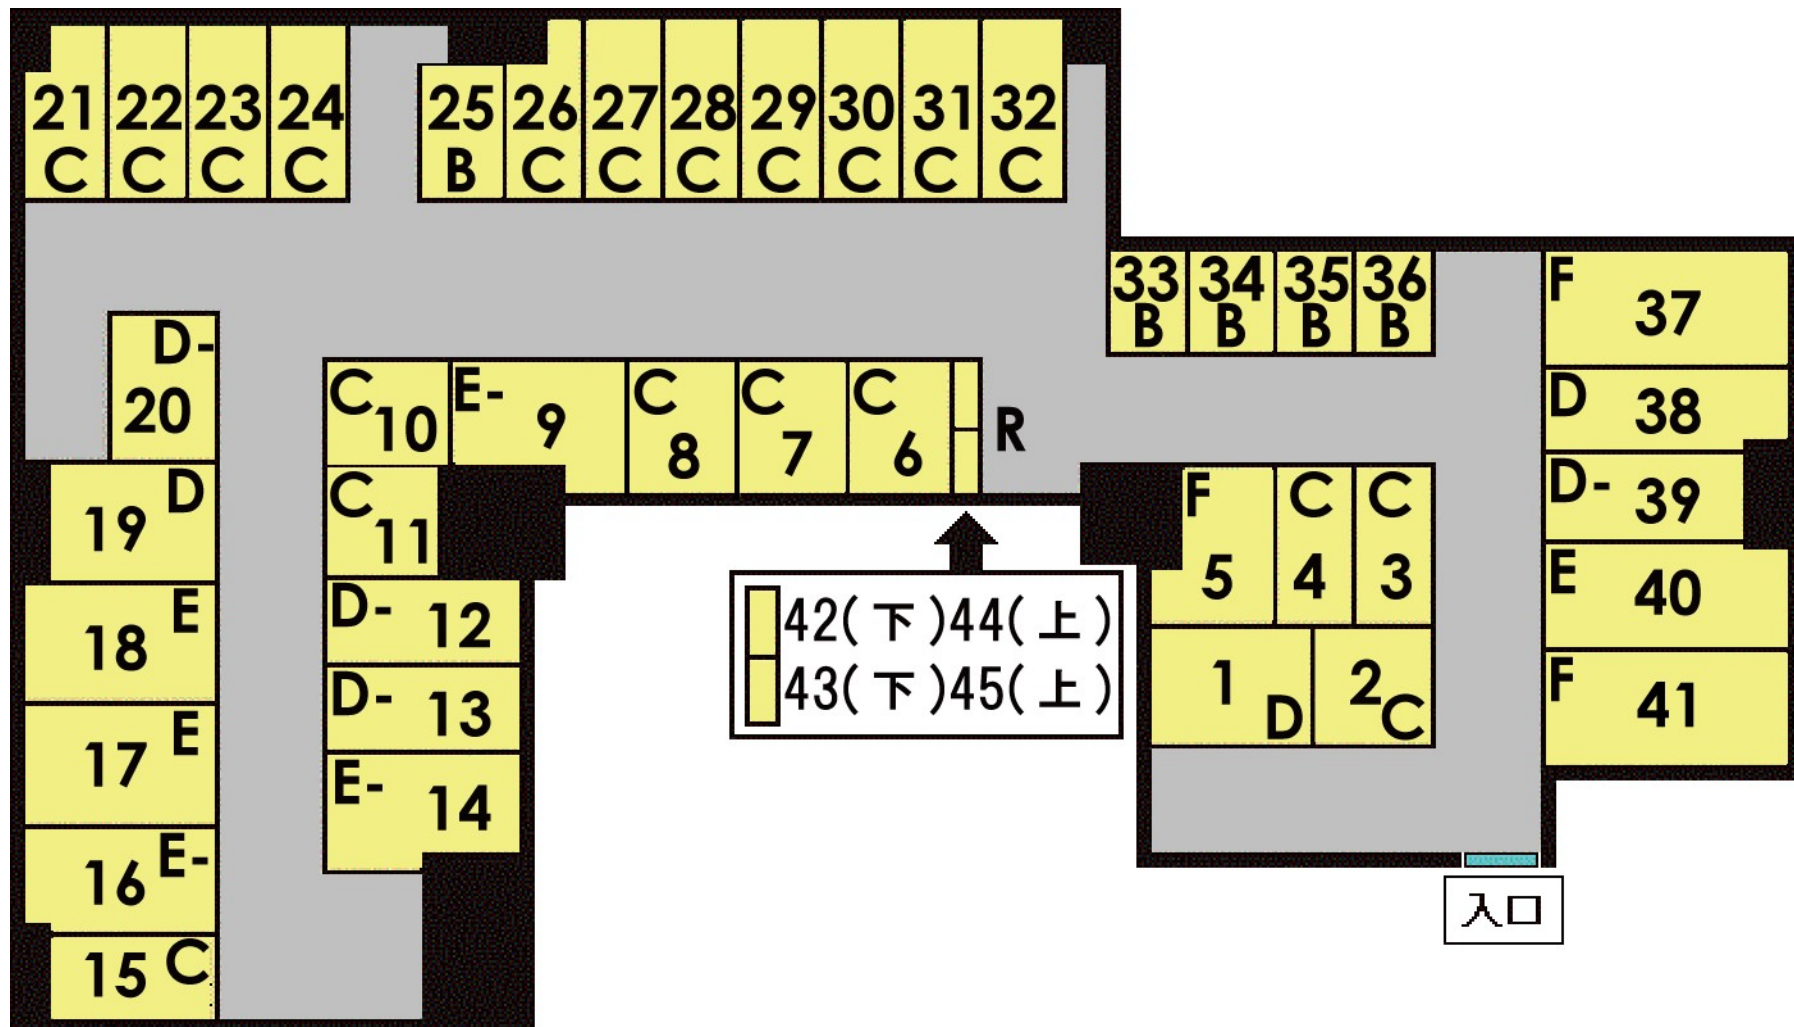 21 22 23 24 25 26 27 28 29 30 31 32
C C C C B C C C C C C C
33 34 35 36
B B B B
F 37
D 38
D- 39
E 40
F 41
D-
20
19 D
18 E
17 E
16 E-
15 C
C 10
E- 9
C 8
C 7
C 6
R
C 11
D- 12
D- 13
E- 14
F 5
C 4
C 3
1 D
2 C
42(下)44(上)
43(下)45(上)
入口